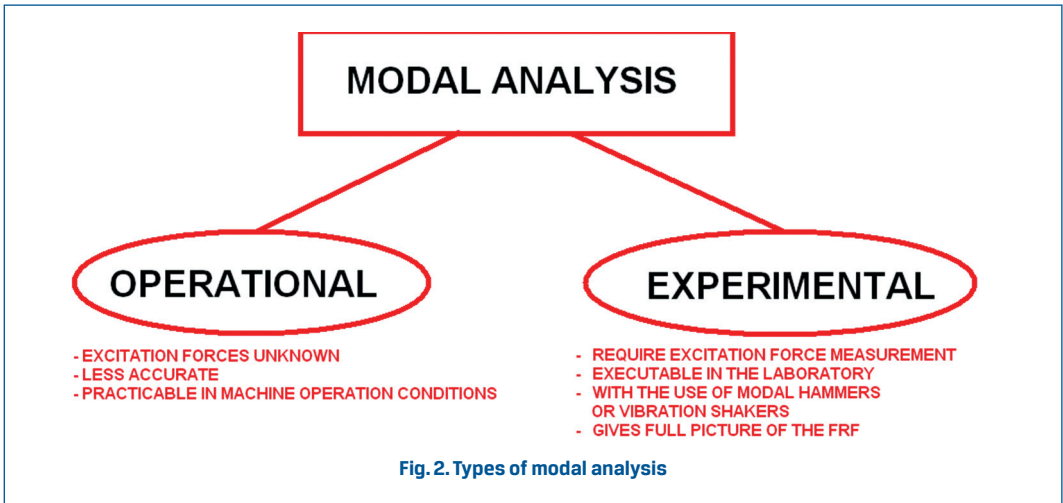 MODAL ANALYSIS
OPERATIONAL
- EXCITATION FORCES UNKNOWN
- LESS ACCURATE
- PRACTICABLE IN MACHINE OPERATION CONDITIONS
EXPERIMENTAL
- REQUIRE EXCITATION FORCE MEASUREMENT
- EXECUTABLE IN THE LABORATORY
- WITH THE USE OF MODAL HAMMERS
OR VIBRATION SHAKERS
- GIVES FULL PICTURE OF THE FRF
Fig. 2. Types of modal analysis